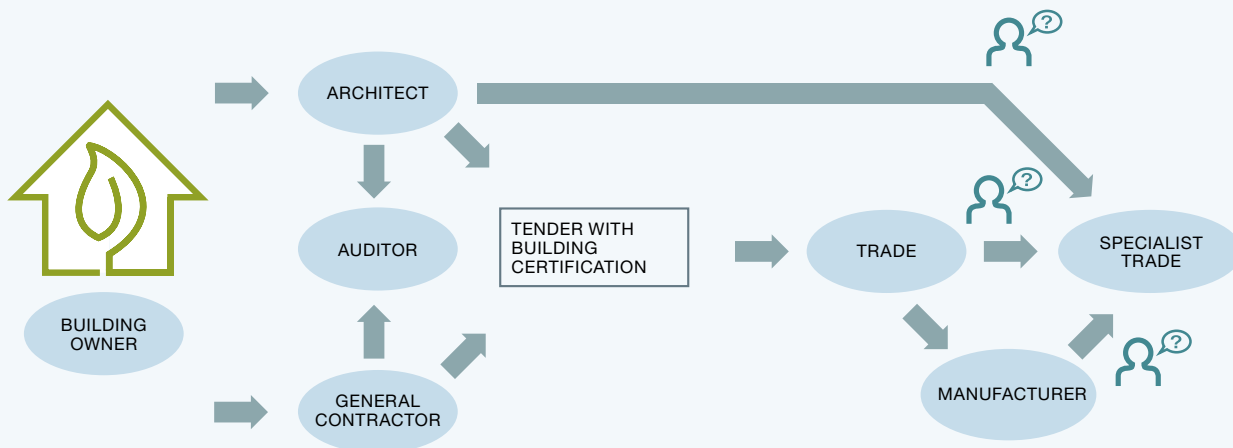 ARCHITECT
AUDITOR
TENDER WITH
BUILDING
CERTIFICATION
TRADE
SPECIALIST
TRADE
BUILDING
OWNER
GENERAL
CONTRACTOR
MANUFACTURER
?
?
?